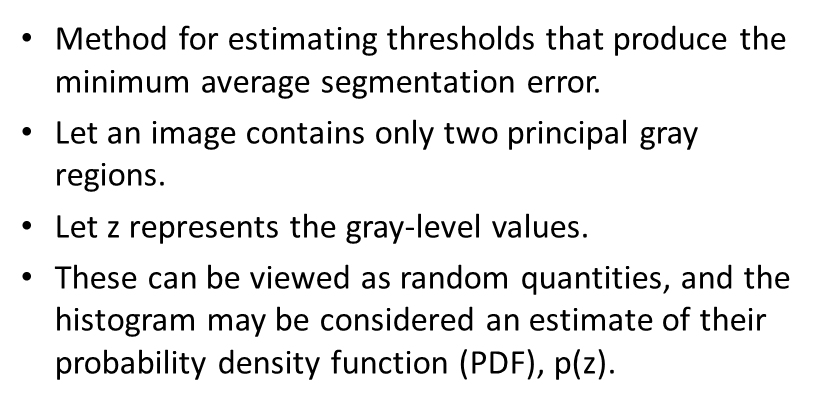 • Method for estimating thresholds that produce the
minimum average segmentation error.
• Let an image contains only two principal gray
regions.
• Let z represents the gray-level values.
• These can be viewed as random quantities, and the
histogram may be considered an estimate of their
probability density function (PDF), p(z).